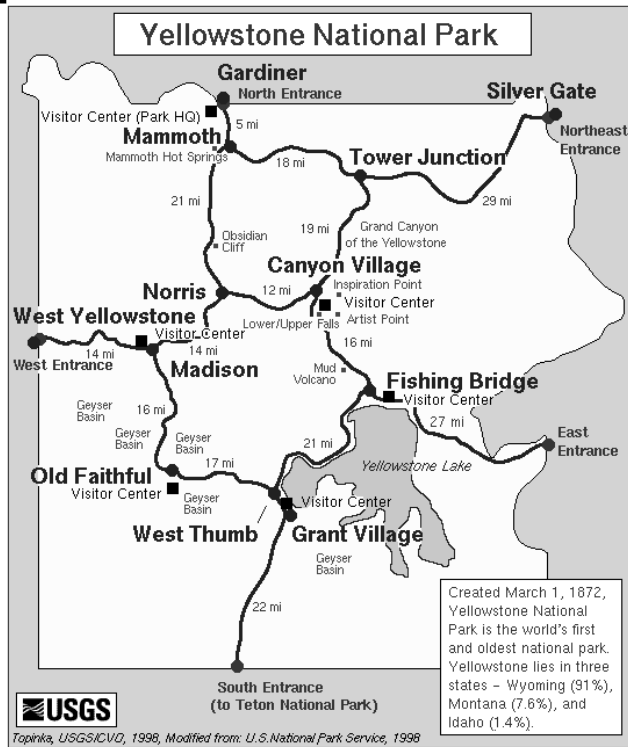 Yellowstone National Park
Gardiner
North Entrance
Silver Gate
Visitor Center (Park HQ)
5 mi
Northeast
Entrance
Mammoth
Mammoth Hot Springs
18 mi
Tower Junction
21 mi
29 mi
19 mi
Grand Canyon
of the Yellowstone
Obsidian
Cliff
Canyon Village
Inspiration Point
Norris
12 mi
Visitor Center
Lower/Upper Falls
Artist Point
West Yellowstone
Visitor Center
14 mi
14 mi
West Entrance
Madison
16 mi
Mud
Volcano
Fishing Bridge
Visitor Center
16 mi
27 mi
Geyser
Basin
Geyser
Basin
Geyser
Basin
21 mi
East
Entrance
Old Faithful
Visitor Center
17 mi
Yellowstone Lake
Geyser
Basin
Visitor Center
West Thumb
Grant Village
Geyser
Basin
22 mi
Created March 1, 1872,
Yellowstone National
Park is the world's first
and oldest national park.
Yellowstone lies in three
states - Wyoming (91%),
Montana (7.6%), and
Idaho (1.4%).
South Entrance
(to Teton National Park)
USGS
Topinka, USGS/CVO, 1998, Modified from: U.S. National Park Service, 1998